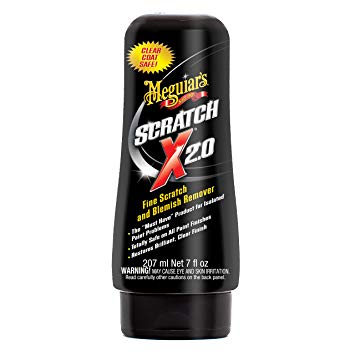 CLEAR
COAT
SAFE!
Meguiar's
SCRATCH
X 2.0
Fine Scratch
and Blemish Remover
• The "Must Have" Product for Isolated
Paint Problems
• Totally Safe on All Paint Finishes
• Restores Brilliant, Clear Finish
207 ml Net 7 fl oz
WARNING! MAY CAUSE EYE AND SKIN IRRITATION.
Read carefully other cautions on the back panel.